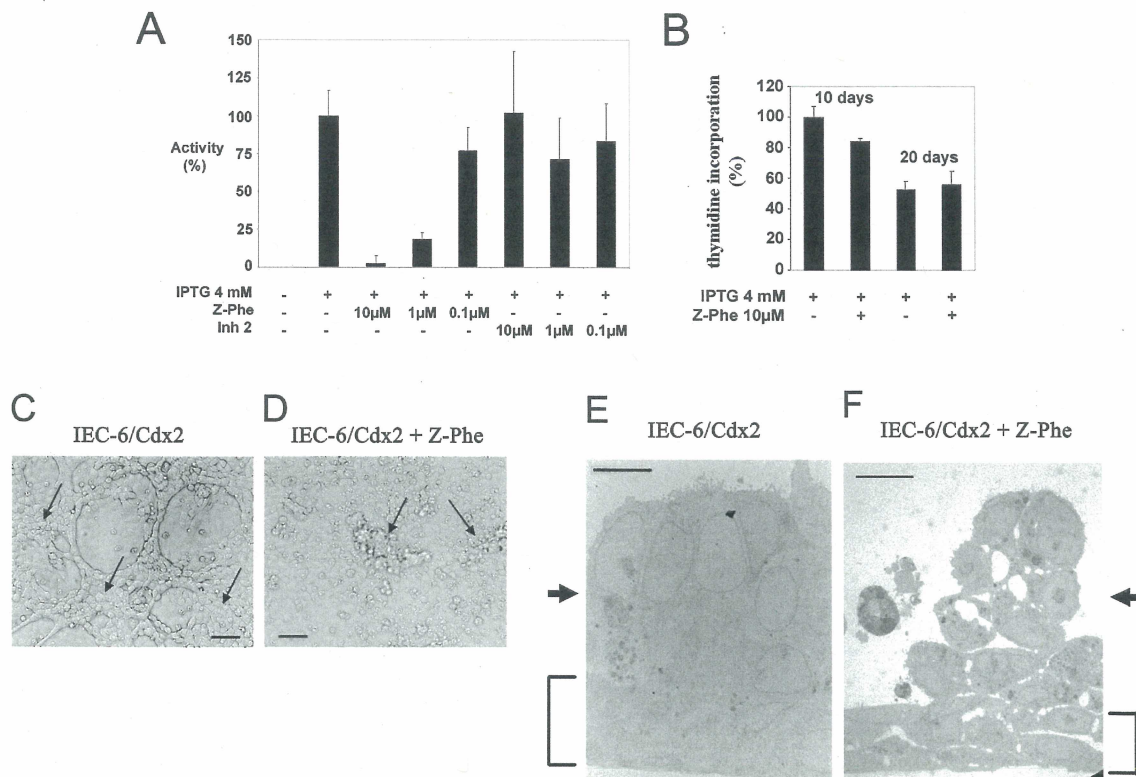 A
150
125
100
Activity
(%)
75
50
25
0
IPTG 4 mM - + + + + + + +
Z-Phe - - 10µM 1µM 0.1µM - - -
Inh 2 - - - - - 10µM 1µM 0.1µM
B
thymidine incorporation
(%)
120
100
80
60
40
20
0
10 days
20 days
IPTG 4 mM + + + +
Z-Phe 10µM - + - +
C
IEC-6/Cdx2
D
IEC-6/Cdx2 + Z-Phe
E
IEC-6/Cdx2
F
IEC-6/Cdx2 + Z-Phe